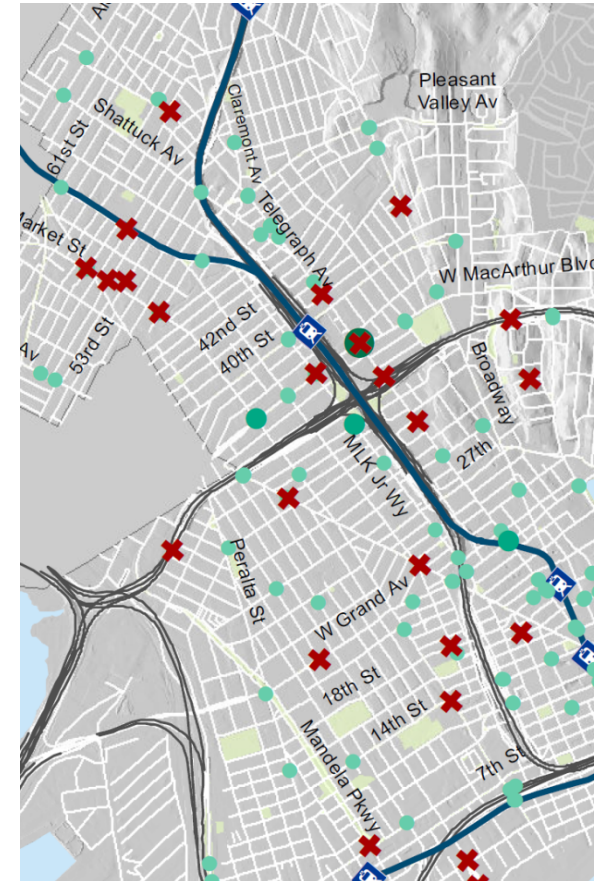 Pleasant
Valley Av
Claremont Av
Shattuck Av
61st St
Telegraph Av
Market St
W MacArthur Blvd
42nd St
40th St
53rd St
Av
Broadway
27th
MLK Jr Wy
Peralta St
W Grand Av
18th St
14th St
Mandela Pkwy
7th St